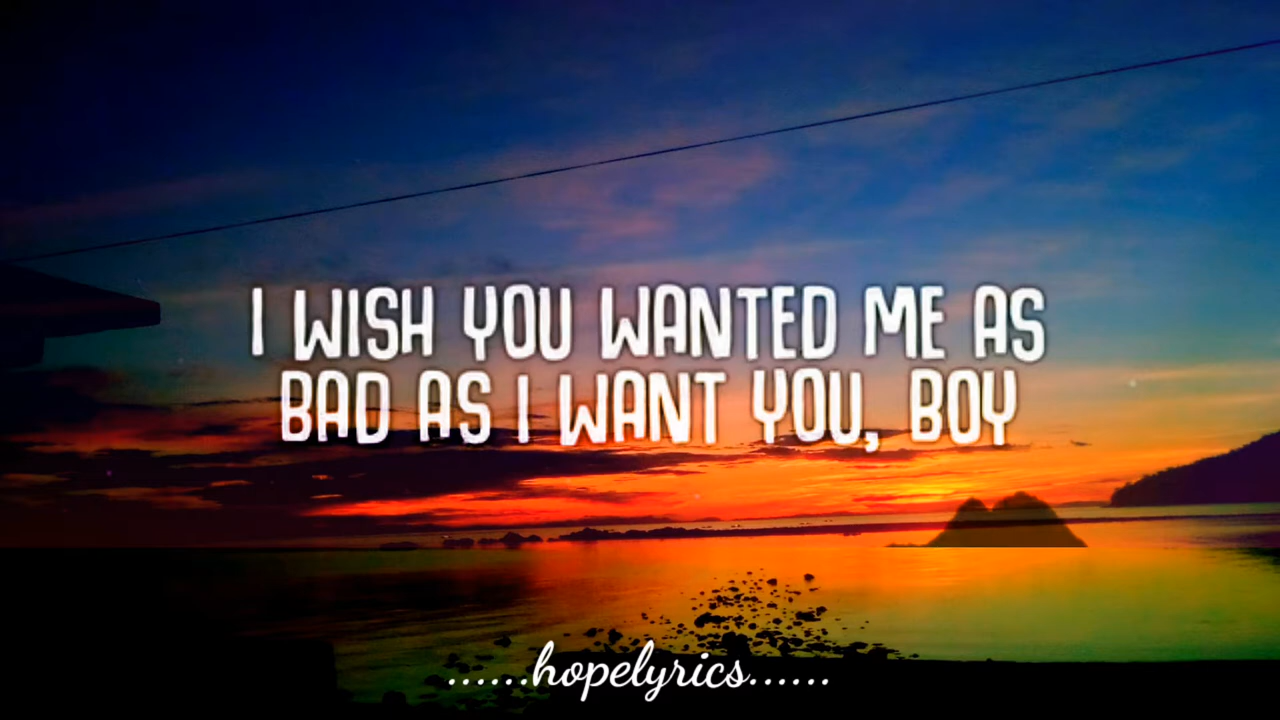 I WISH YOU WANTED ME AS
BAD AS I WANT YOU, BOY
......hopelyrics......